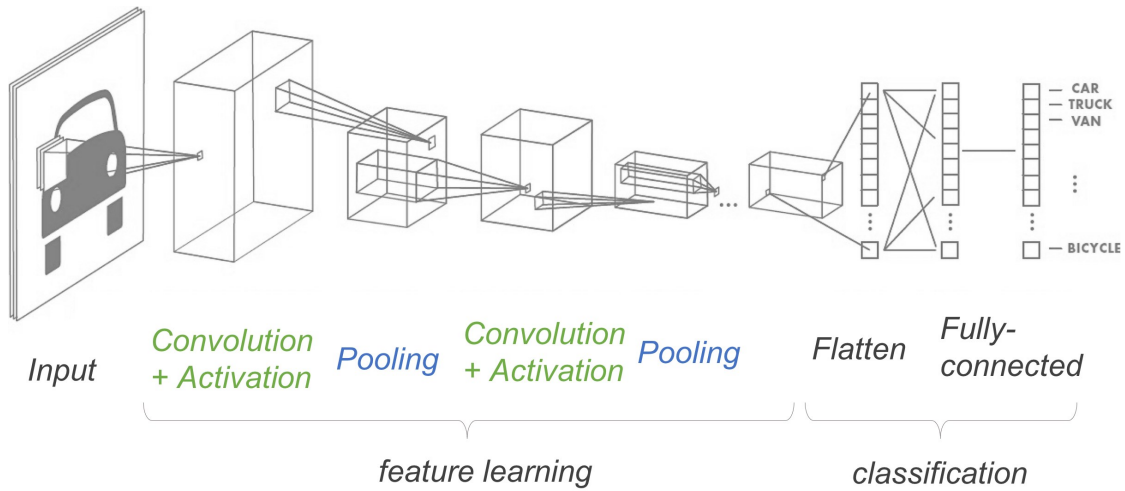 CAR
TRUCK
VAN
BICYCLE
Input
Convolution
+ Activation
Pooling
Convolution
+ Activation
Pooling
Flatten
Fully-
connected
feature learning
classification